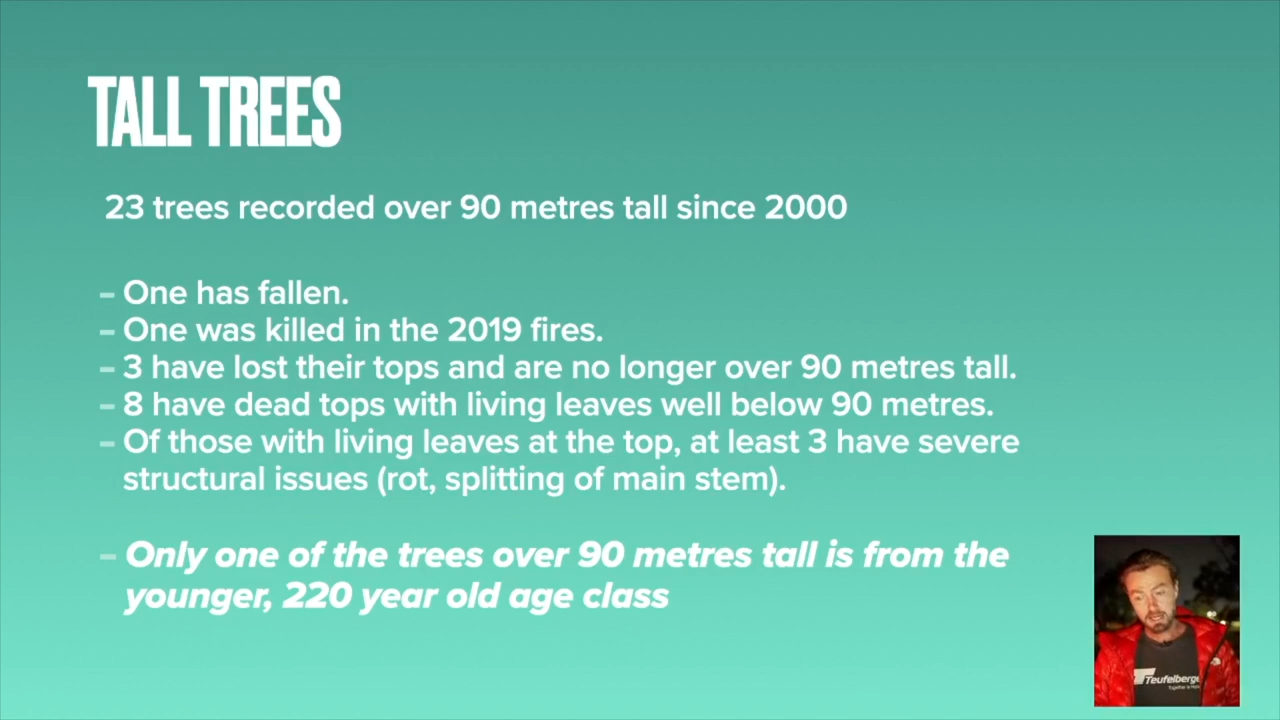 TALL TREES
23 trees recorded over 90 metres tall since 2000
– One has fallen.
– One was killed in the 2019 fires.
– 3 have lost their tops and are no longer over 90 metres tall.
– 8 have dead tops with living leaves well below 90 metres.
– Of those with living leaves at the top, at least 3 have severe
structural issues (rot, splitting of main stem).
– Only one of the trees over 90 metres tall is from the
younger, 220 year old age class
Teufelberge